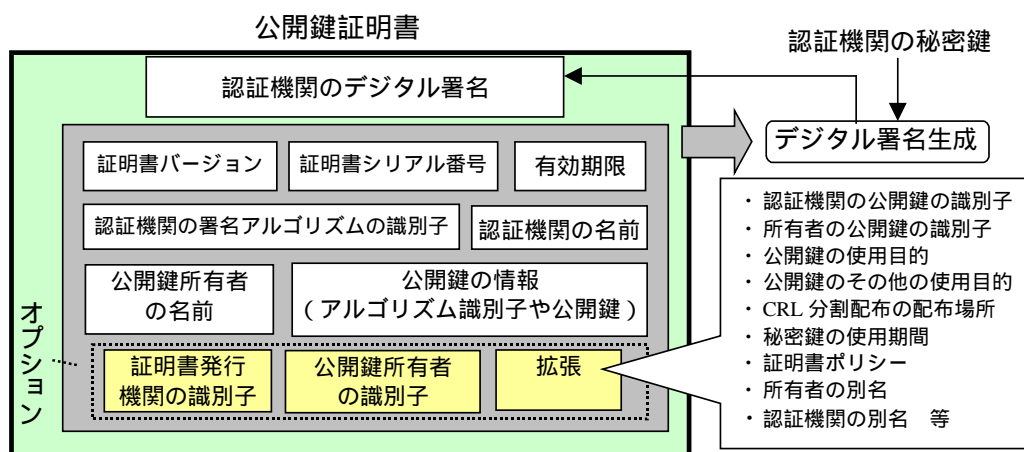 公開鍵証明書
認証機関の秘密鍵
認証機関のデジタル署名
デジタル署名生成
証明書バージョン
証明書シリアル番号
有効期限
認証機関の署名アルゴリズムの識別子
認証機関の名前
公開鍵所有者
の名前
公開鍵の情報
（アルゴリズム識別子や公開鍵）
オプション
証明書発行
機関の識別子
公開鍵所有者
の識別子
拡張
・認証機関の公開鍵の識別子
・所有者の公開鍵の識別子
・公開鍵の使用目的
・公開鍵のその他の使用目的
・CRL 分割配布の配布場所
・秘密鍵の使用期間
・証明書ポリシー
・所有者の別名
・認証機関の別名　等